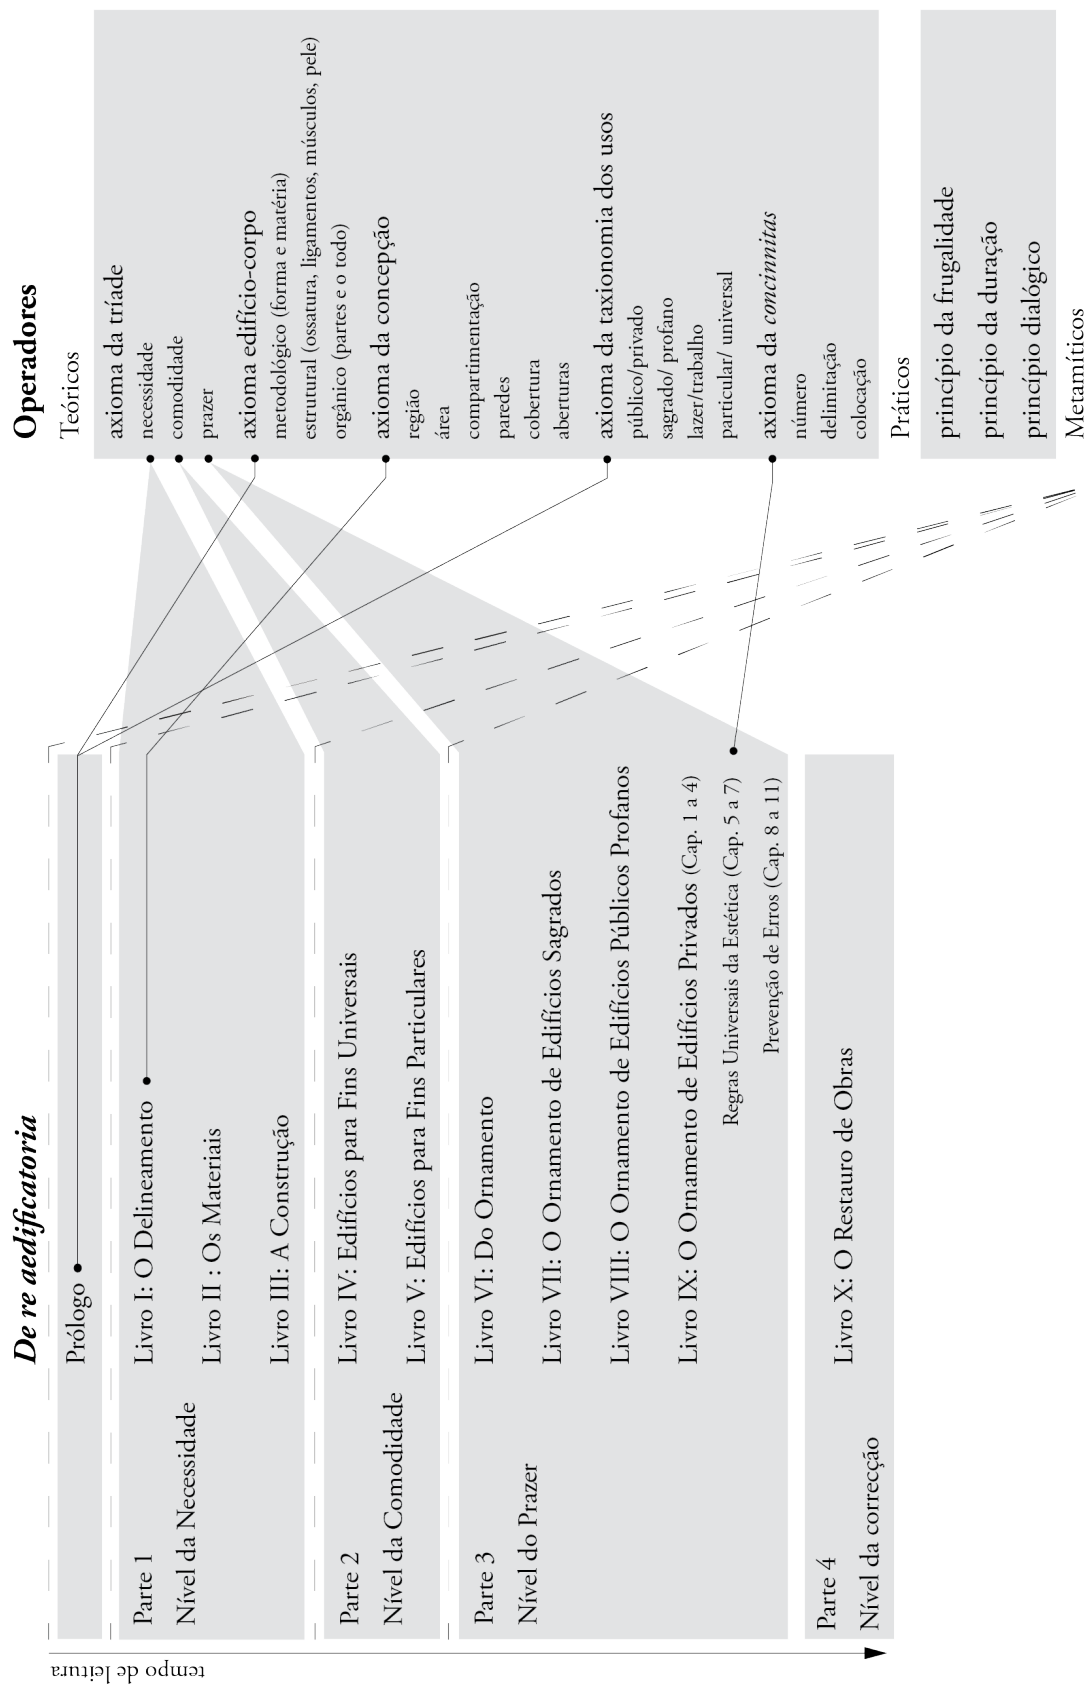 De re aedificatoria
Prólogo
Parte 1
Nível da Necessidade
Livro I: O Delineamento
Livro II : Os Materiais
Livro III: A Construção
Parte 2
Nível da Comodidade
Livro IV: Edifícios para Fins Universais
Livro V: Edifícios para Fins Particulares
Parte 3
Nível do Prazer
Livro VI: Do Ornamento
Livro VII: O Ornamento de Edifícios Sagrados
Livro VIII: O Ornamento de Edifícios Públicos Profanos
Livro IX: O Ornamento de Edifícios Privados (Cap. 1 a 4)
Regras Universais da Estética (Cap. 5 a 7)
Prevenção de Erros (Cap. 8 a 11)
Parte 4
Nível da correcção
Livro X: O Restauro de Obras
tempo de leitura
Operadores
Teóricos
axioma da tríade
necessidade
comodidade
prazer
axioma edifício-corpo
metodológico (forma e matéria)
estrutural (ossatura, ligamentos, músculos, pele)
orgânico (partes e o todo)
axioma da concepção
região
área
compartimentação
paredes
cobertura
aberturas
axioma da taxionomia dos usos
público/privado
sagrado/ profano
lazer/trabalho
particular/ universal
axioma da concinnitas
número
delimitação
colocação
Práticos
princípio da frugalidade
princípio da duração
princípio dialógico
Metamíticos